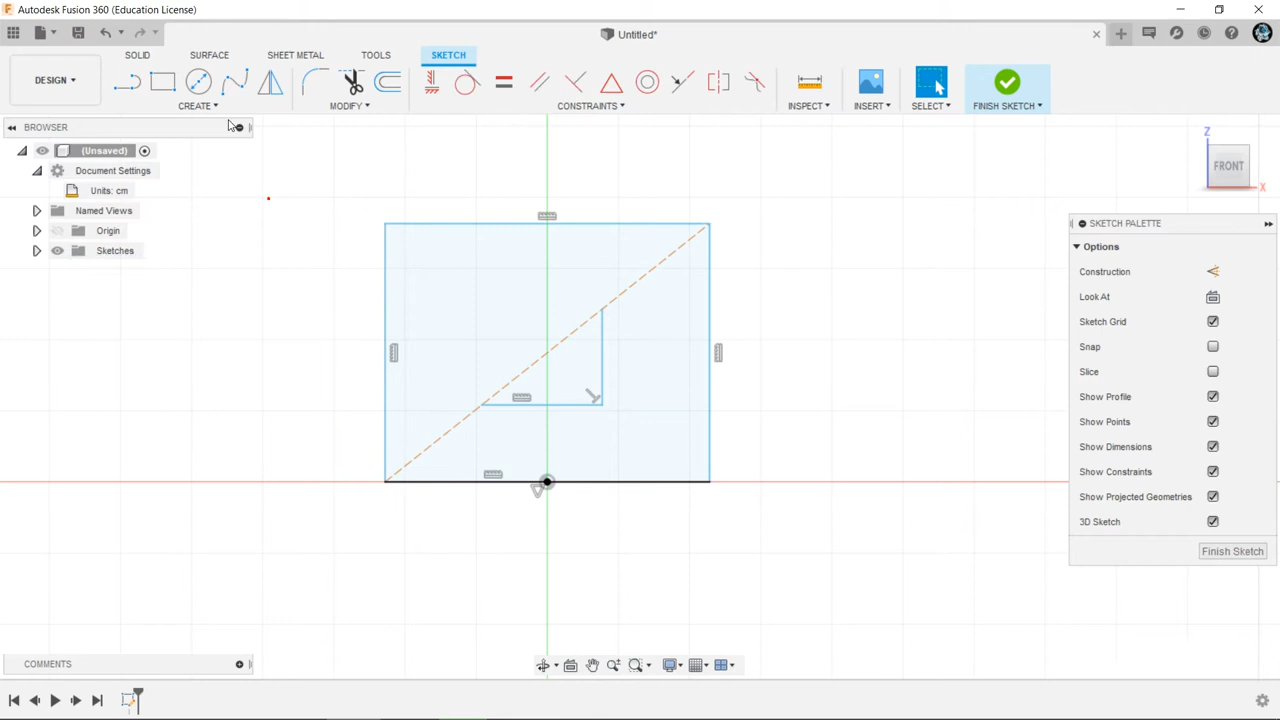 Autodesk Fusion 360 (Education License)
Untitled*
DESIGN
SOLID
SURFACE
SHEET METAL
TOOLS
SKETCH
CREATE
MODIFY
CONSTRAINTS
INSPECT
INSERT
SELECT
FINISH SKETCH
BROWSER
(Unsaved)
Document Settings
Units: cm
Named Views
Origin
Sketches
Z
FRONT
X
SKETCH PALETTE
Options
Construction
Look At
Sketch Grid
Snap
Slice
Show Profile
Show Points
Show Dimensions
Show Constraints
Show Projected Geometries
3D Sketch
Finish Sketch
COMMENTS